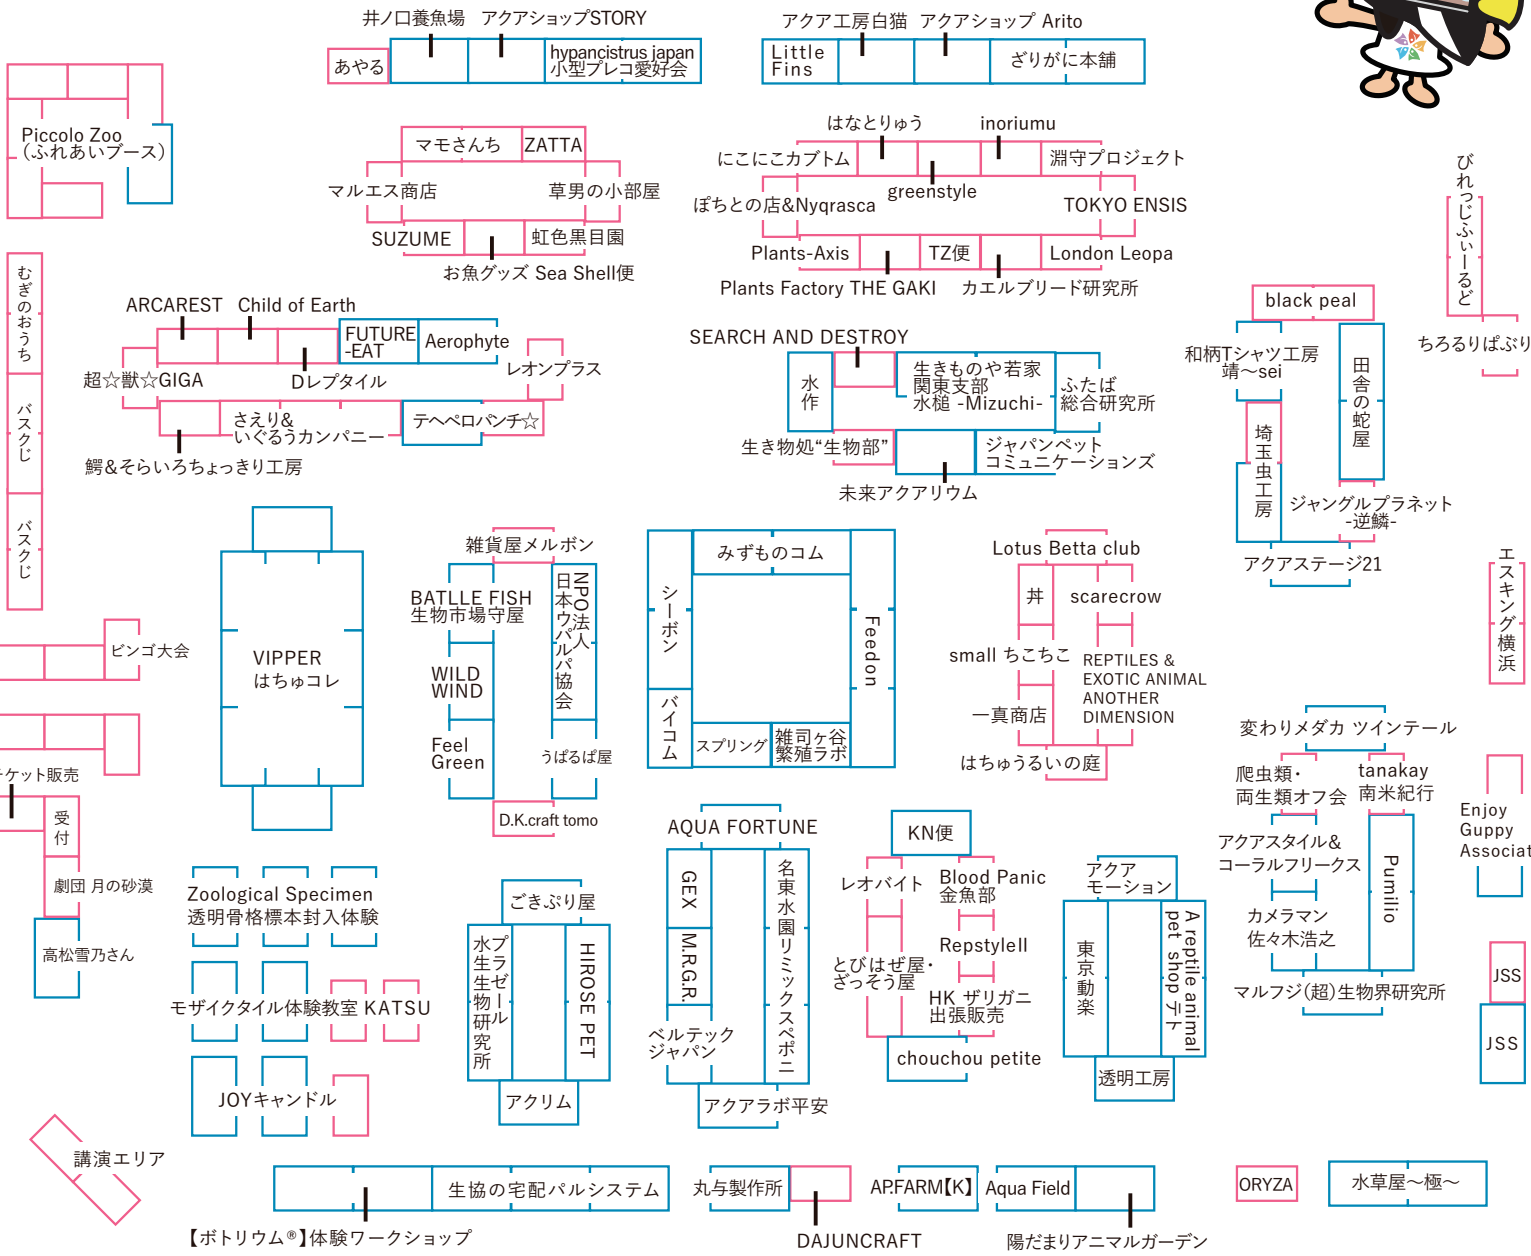 井ノ口養魚場
アクアショップSTORY
あやる
hypancistrus japan
小型プレコ愛好会
アクア工房白猫
アクアショップ Arito
Little
Fins
ざりがに本舗
Piccolo Zoo
（ふれあいブース）
マモさんち
ZATTA
マルエス商店
草男の小部屋
SUZUME
虹色黒目園
お魚グッズ Sea Shell便
はなとりゅう
inoriumu
にこにこカブトム
淵守プロジェクト
greenstyle
ぽちとの店&Nyqrasca
TOKYO ENSIS
Plants-Axis
TZ便
London Leopa
Plants Factory THE GAKI
カエルブリード研究所
びれっじふぃーるど
ちろるりぱぶり
むぎのおうち
バスクじ
バスクじ
ARCAREST
Child of Earth
FUTURE
-EAT
Aerophyte
超☆獣☆GIGA
Dレプタイル
レオンプラス
さえり&
いぐるうカンパニー
テヘペロパンチ☆
鰐&そらいろちょっきり工房
SEARCH AND DESTROY
水作
生きものや若家
関東支部
水槌 -Mizuchi-
ふたば
総合研究所
生き物処“生物部”
ジャパンペット
コミュニケーションズ
未来アクアリウム
black peal
和柄Tシャツ工房
靖～sei
田舎の蛇屋
埼玉虫工房
ジャングルプラネット
-逆鱗-
アクアステージ21
エスキング横浜
ビンゴ大会
VIPPER
はちゅコレ
雑貨屋メルボン
BATLLE FISH
生物市場守屋
NPO法人
日本ウパルパ協会
WILD
WIND
Feel
Green
うぱるぱ屋
D.K.craft tomo
みずものコム
シーボン
Feedon
バイコム
スプリング
雑司ヶ谷
繁殖ラボ
Lotus Betta club
丼
scarecrow
small ちこちこ
REPTILES &
EXOTIC ANIMAL
ANOTHER
DIMENSION
一真商店
はちゅうるいの庭
変わりメダカ ツインテール
爬虫類・
両生類オフ会
tanakay
南米紀行
アクアスタイル&
コーラルフリークス
Pumilio
カメラマン
佐々木浩之
マルフジ(超)生物界研究所
Enjoy
Guppy
Associat
JSS
JSS
ケット販売
受付
劇団 月の砂漠
高松雪乃さん
Zoological Specimen
透明骨格標本封入体験
モザイクタイル体験教室
KATSU
JOYキャンドル
講演エリア
ごきぶり屋
プラゼール
水生生物研究所
HIROSE PET
アクリム
AQUA FORTUNE
GEX
M.R.G.R.
名東水園リミックスペポニ
ベルテック
ジャパン
アクアラボ平安
KN便
レオバイト
Blood Panic
金魚部
RepstyleII
とびはぜ屋・
ざっそう屋
HK ザリガニ
出張販売
chouchou petite
アクア
モーション
東京動楽
A reptile animal
pet shop テト
透明工房
生協の宅配パルシステム
【ボトリウム®】体験ワークショップ
丸与製作所
DAJUNCRAFT
AP.FARM【K】
Aqua Field
陽だまりアニマルガーデン
ORYZA
水草屋～極～